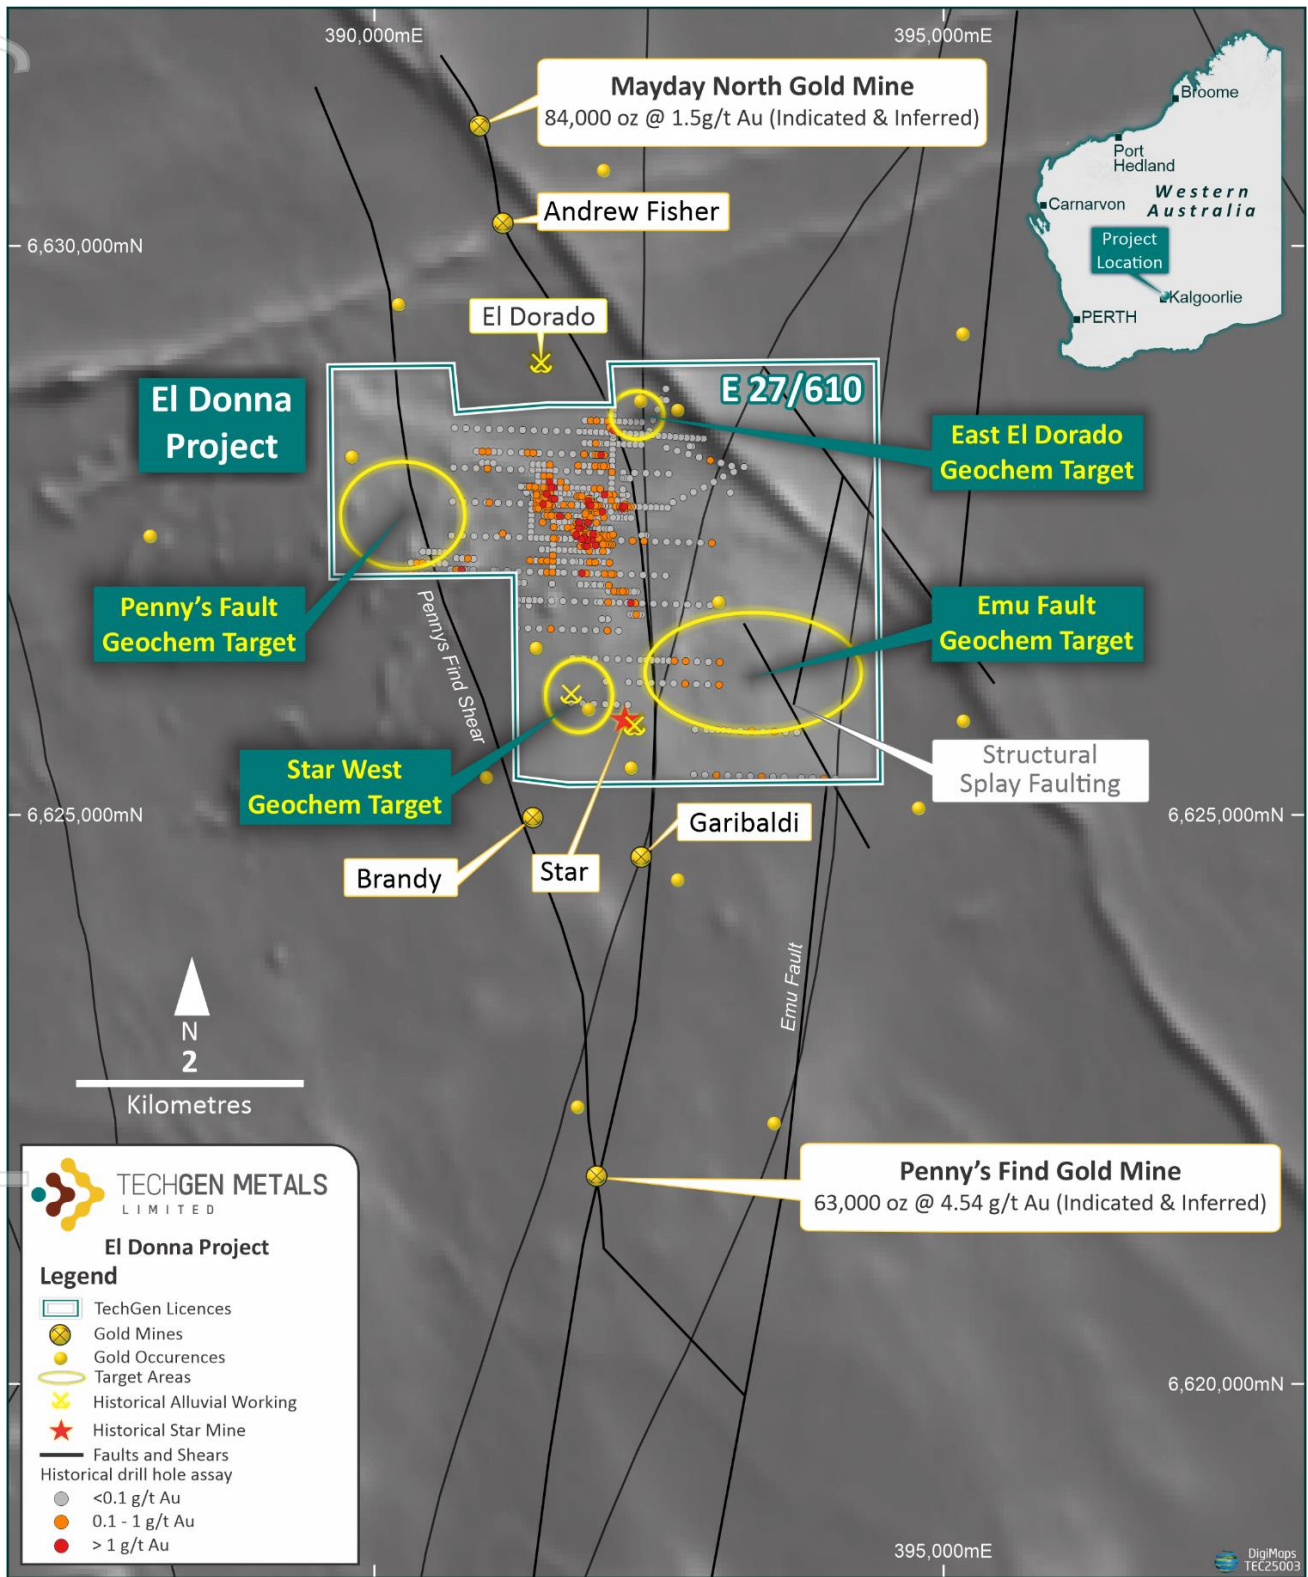 390,000mE
395,000mE
Mayday North Gold Mine
84,000 oz @ 1.5g/t Au (Indicated & Inferred)
Broome
Port
Hedland
Western
Australia
Carnarvon
Project
Location
Kalgoorlie
PERTH
Andrew Fisher
6,630,000mN
El Dorado
El Donna
Project
E 27/610
East El Dorado
Geochem Target
Penny's Fault
Geochem Target
Emu Fault
Geochem Target
Pennys Find Shear
Star West
Geochem Target
Structural
Splay Faulting
6,625,000mN
6,625,000mN
Garibaldi
Brandy
Star
Emu Fault
N
2
Kilometres
Penny's Find Gold Mine
63,000 oz @ 4.54 g/t Au (Indicated & Inferred)
TECHGEN METALS
LIMITED
El Donna Project
Legend
TechGen Licences
Gold Mines
Gold Occurences
Target Areas
Historical Alluvial Working
Historical Star Mine
Faults and Shears
Historical drill hole assay
<0.1 g/t Au
0.1 - 1 g/t Au
> 1 g/t Au
6,620,000mN
395,000mE
DigiMaps
TEC25003